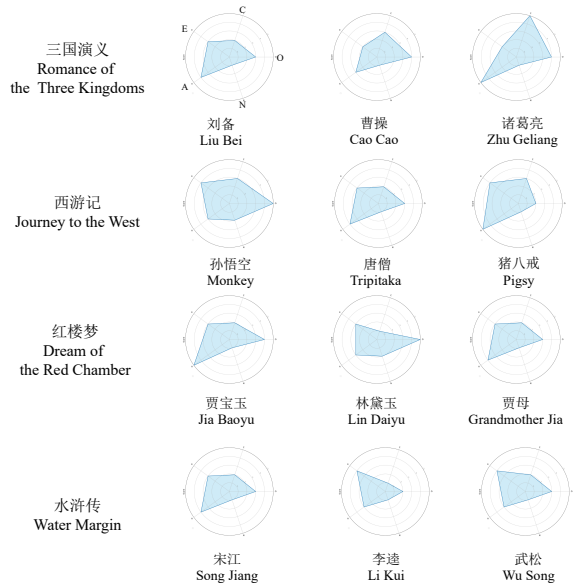 C
E
O
A
N
三国演义
Romance of
the Three Kingdoms
刘备
Liu Bei
曹操
Cao Cao
诸葛亮
Zhu Geliang
西游记
Journey to the West
孙悟空
Monkey
唐僧
Tripitaka
猪八戒
Pigsy
红楼梦
Dream of
the Red Chamber
贾宝玉
Jia Baoyu
林黛玉
Lin Daiyu
贾母
Grandmother Jia
水浒传
Water Margin
宋江
Song Jiang
李逵
Li Kui
武松
Wu Song